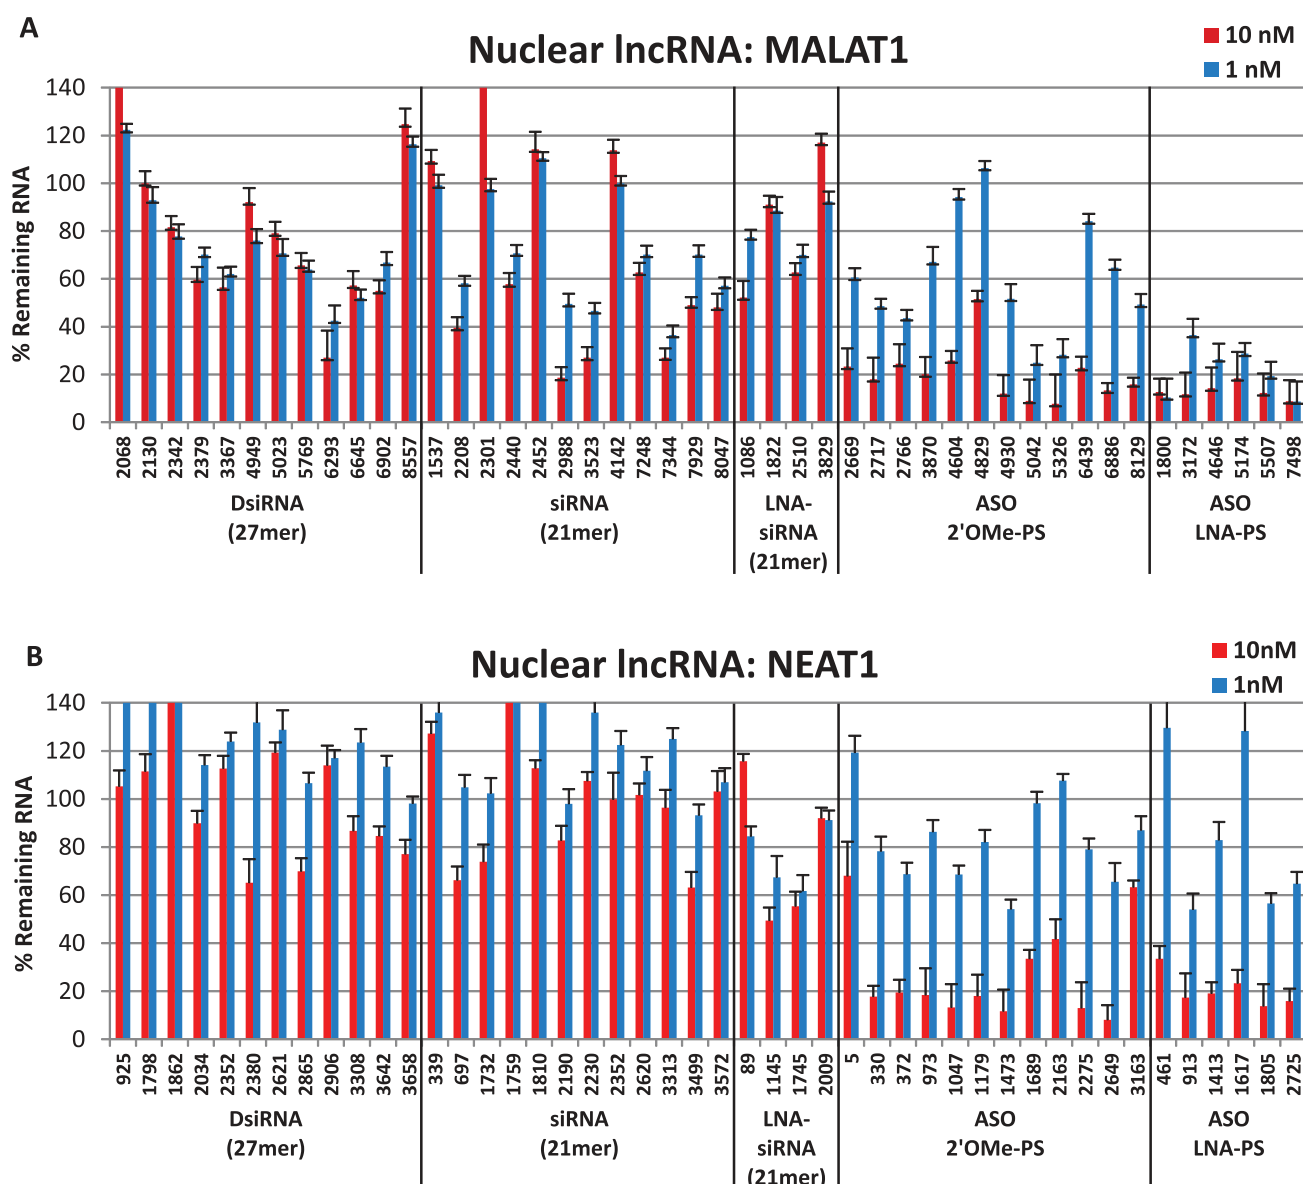 A
Nuclear lncRNA: MALAT1
10 nM
1 nM
% Remaining RNA
140
120
100
80
60
40
20
0
2068 2130 2342 2379 3367 4949 5023 5769 6293 6645 6902 8557 1537 2208 2301 2440 2452 2988 3523 4142 7248 7344 7929 8047 1086 1822 2510 3829 2669 2717 2766 3870 4604 4829 4930 5042 5326 6439 6886 8129 1800 3172 4646 5174 5507 7498
DsiRNA
(27mer)
siRNA
(21mer)
LNA-
siRNA
(21mer)
ASO
2'OMe-PS
ASO
LNA-PS
B
Nuclear lncRNA: NEAT1
10nM
1nM
% Remaining RNA
140
120
100
80
60
40
20
0
925 1798 1862 2034 2352 2380 2621 2865 2906 3308 3642 3658 339 697 1732 1759 1810 2190 2230 2352 2620 3313 3499 3572 89 1145 1745 2009 5 330 372 973 1047 1179 1473 1689 2163 2275 2649 3163 461 913 1413 1617 1805 2725
DsiRNA
(27mer)
siRNA
(21mer)
LNA-
siRNA
(21mer)
ASO
2'OMe-PS
ASO
LNA-PS